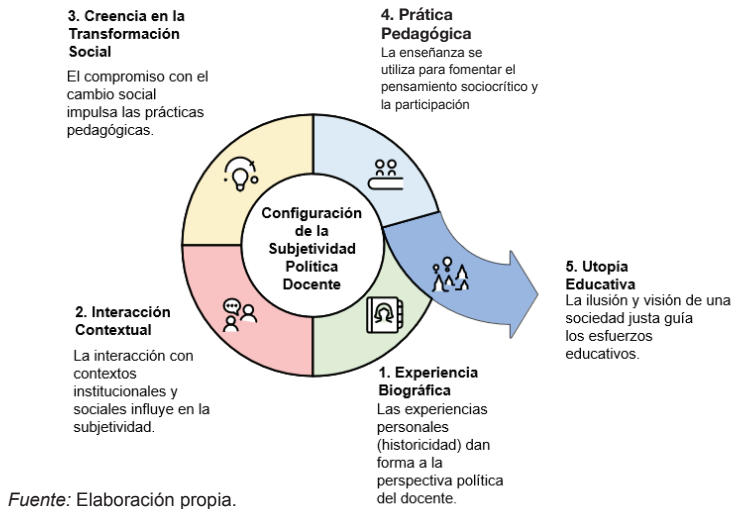 3. Creencia en la
Transformación
Social
El compromiso con el
cambio social
impulsa las prácticas
pedagógicas.
4. Prática
Pedagógica
La enseñanza se
utiliza para fomentar el
pensamiento sociocrítico y
la participación
Configuración
de la
Subjetividad
Política
Docente
2. Interacción
Contextual
La interacción con
contextos
institucionales y
sociales influye en la
subjetividad.
1. Experiencia
Biográfica
Las experiencias
personales
(historicidad) dan
forma a la
perspectiva política
del docente.
5. Utopía
Educativa
La ilusión y visión de una
sociedad justa guía
los esfuerzos
educativos.
Fuente: Elaboración propia.